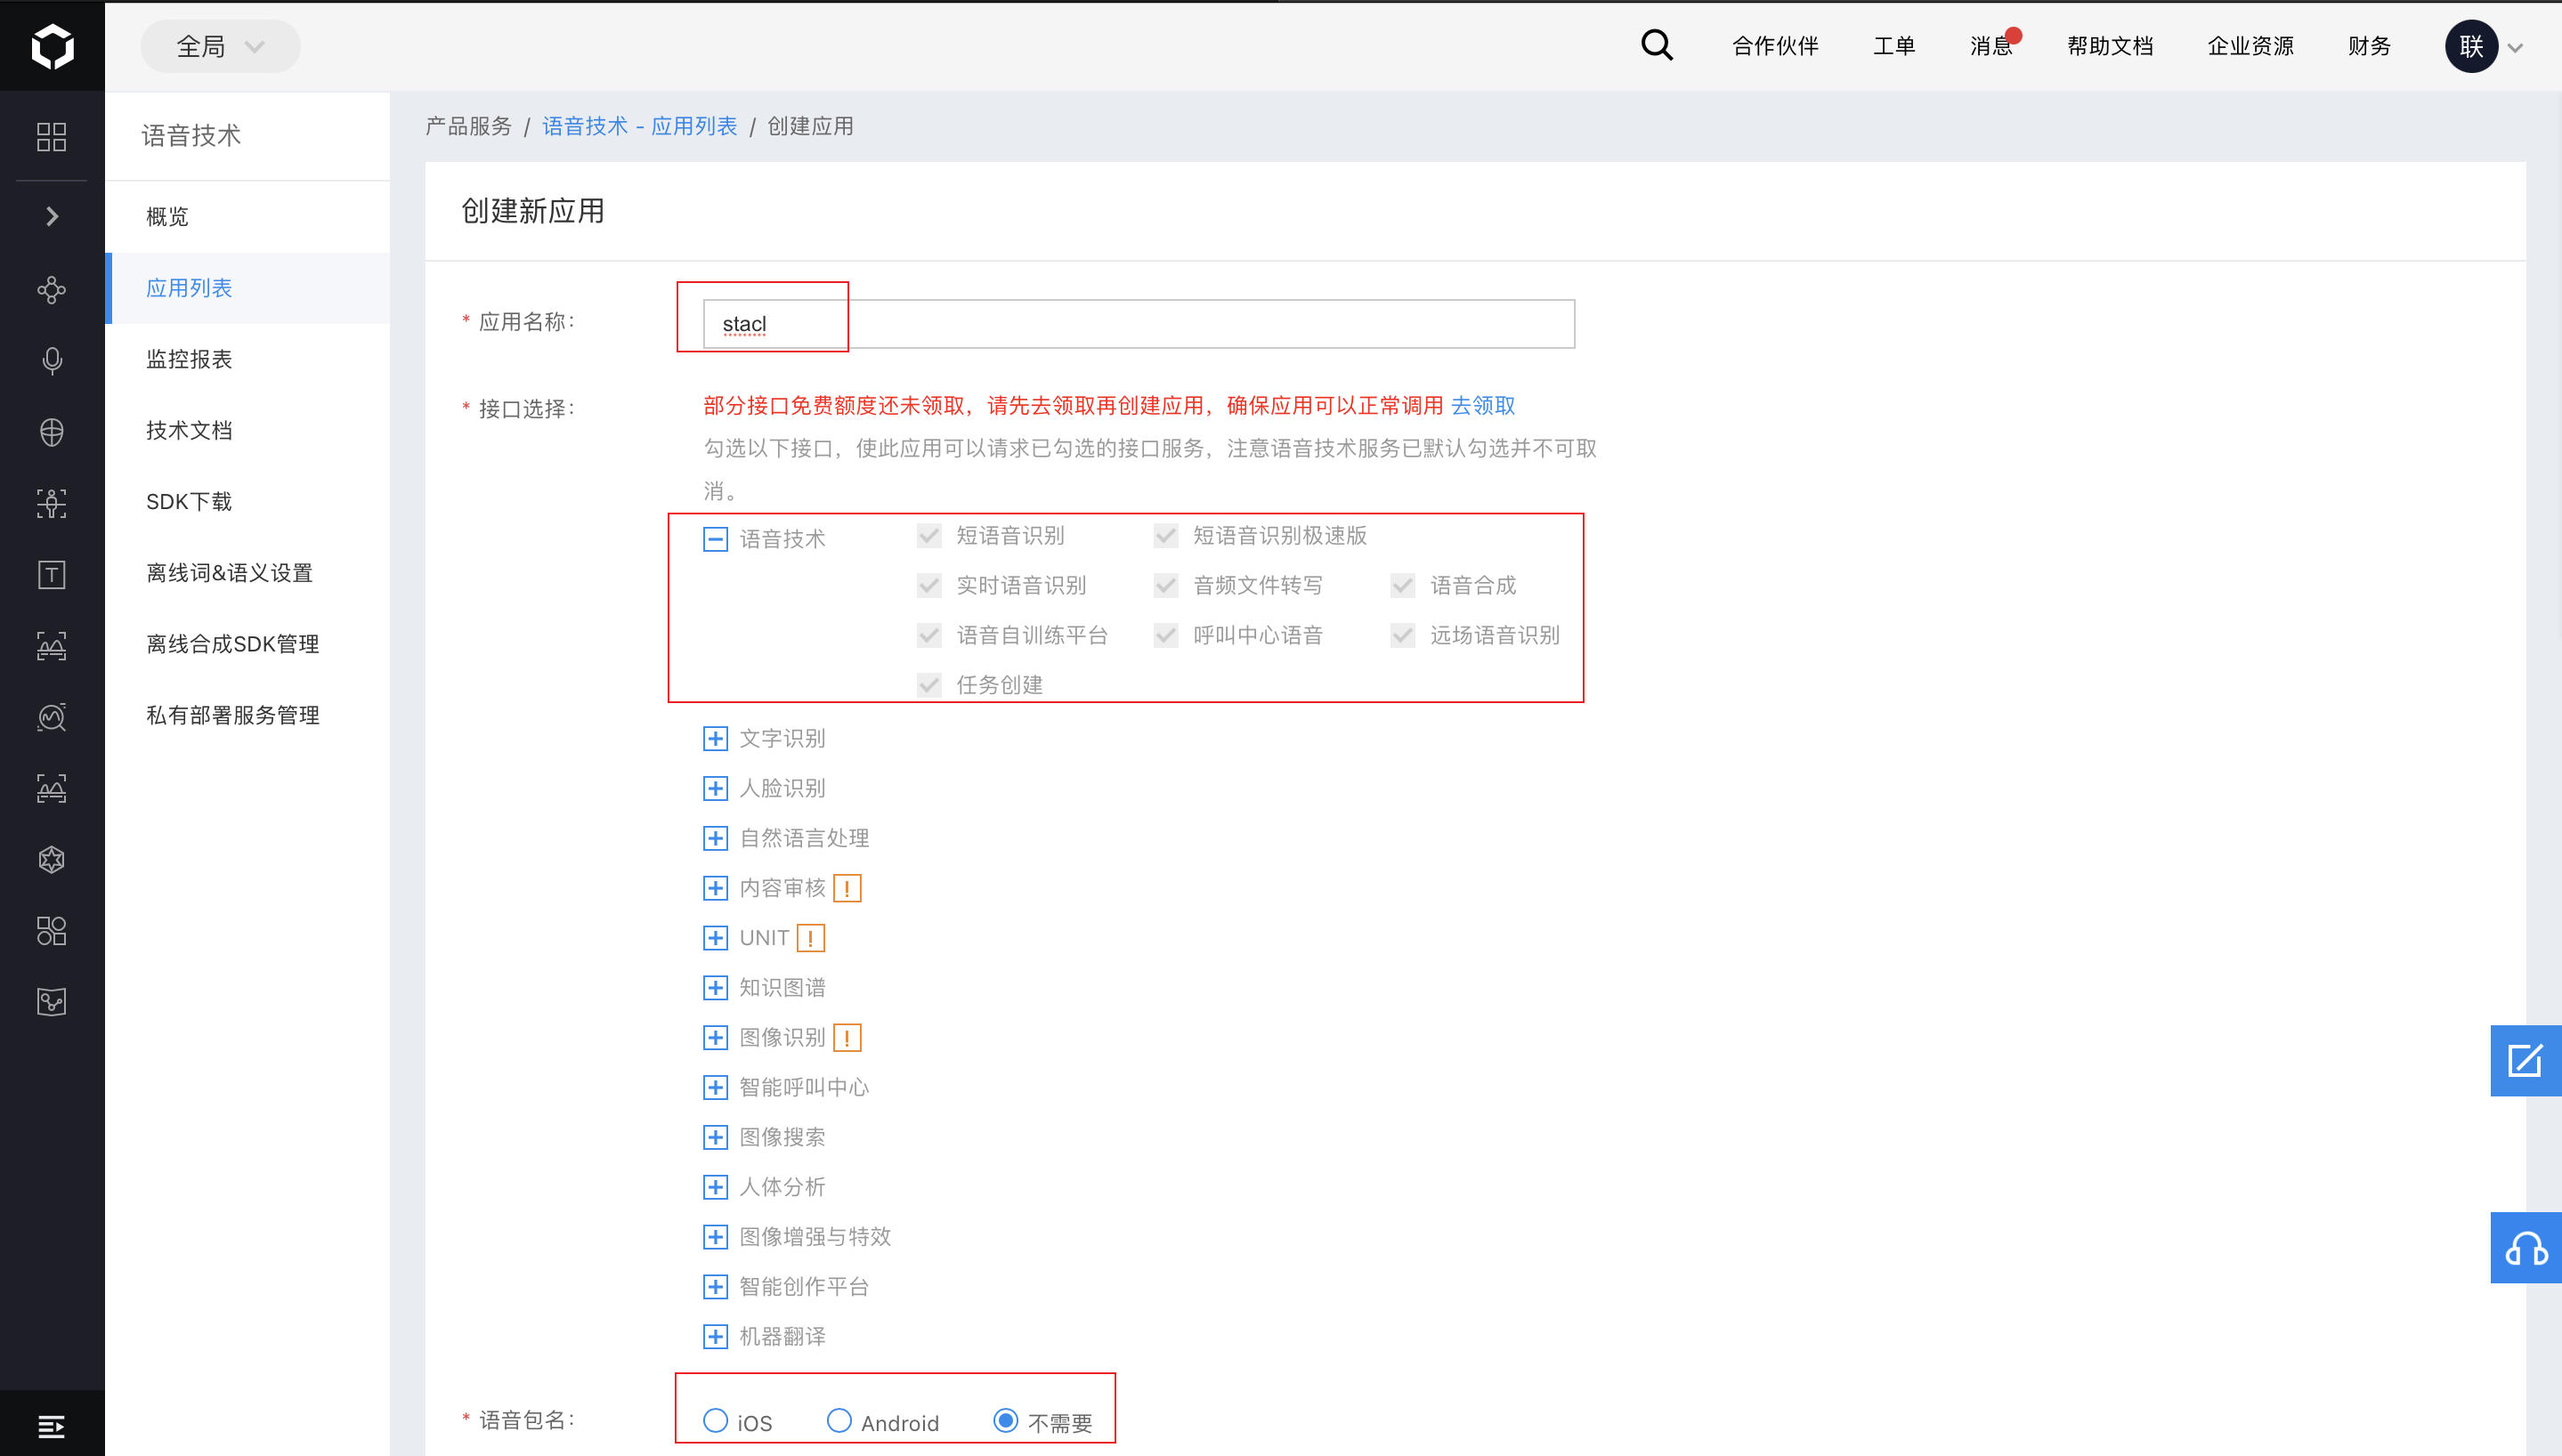 全局
合作伙伴 工单 消息 帮助文档 企业资源 财务 联
语音技术
概览
应用列表
监控报表
技术文档
SDK下载
离线词&语义设置
离线合成SDK管理
私有部署服务管理
产品服务 / 语音技术 - 应用列表 / 创建应用
创建新应用
* 应用名称：
stacl
* 接口选择：
部分接口免费额度还未领取，请先去领取再创建应用，确保应用可以正常调用 去领取
勾选以下接口，使此应用可以请求已勾选的接口服务，注意语音技术服务已默认勾选并不可取
消。
语音技术 短语音识别 短语音识别极速版
实时语音识别 音频文件转写 语音合成
语音自训练平台 呼叫中心语音 远场语音识别
任务创建
文字识别
人脸识别
自然语言处理
内容审核 !
UNIT !
知识图谱
图像识别 !
智能呼叫中心
图像搜索
人体分析
图像增强与特效
智能创作平台
机器翻译
* 语音包名：
iOS Android 不需要